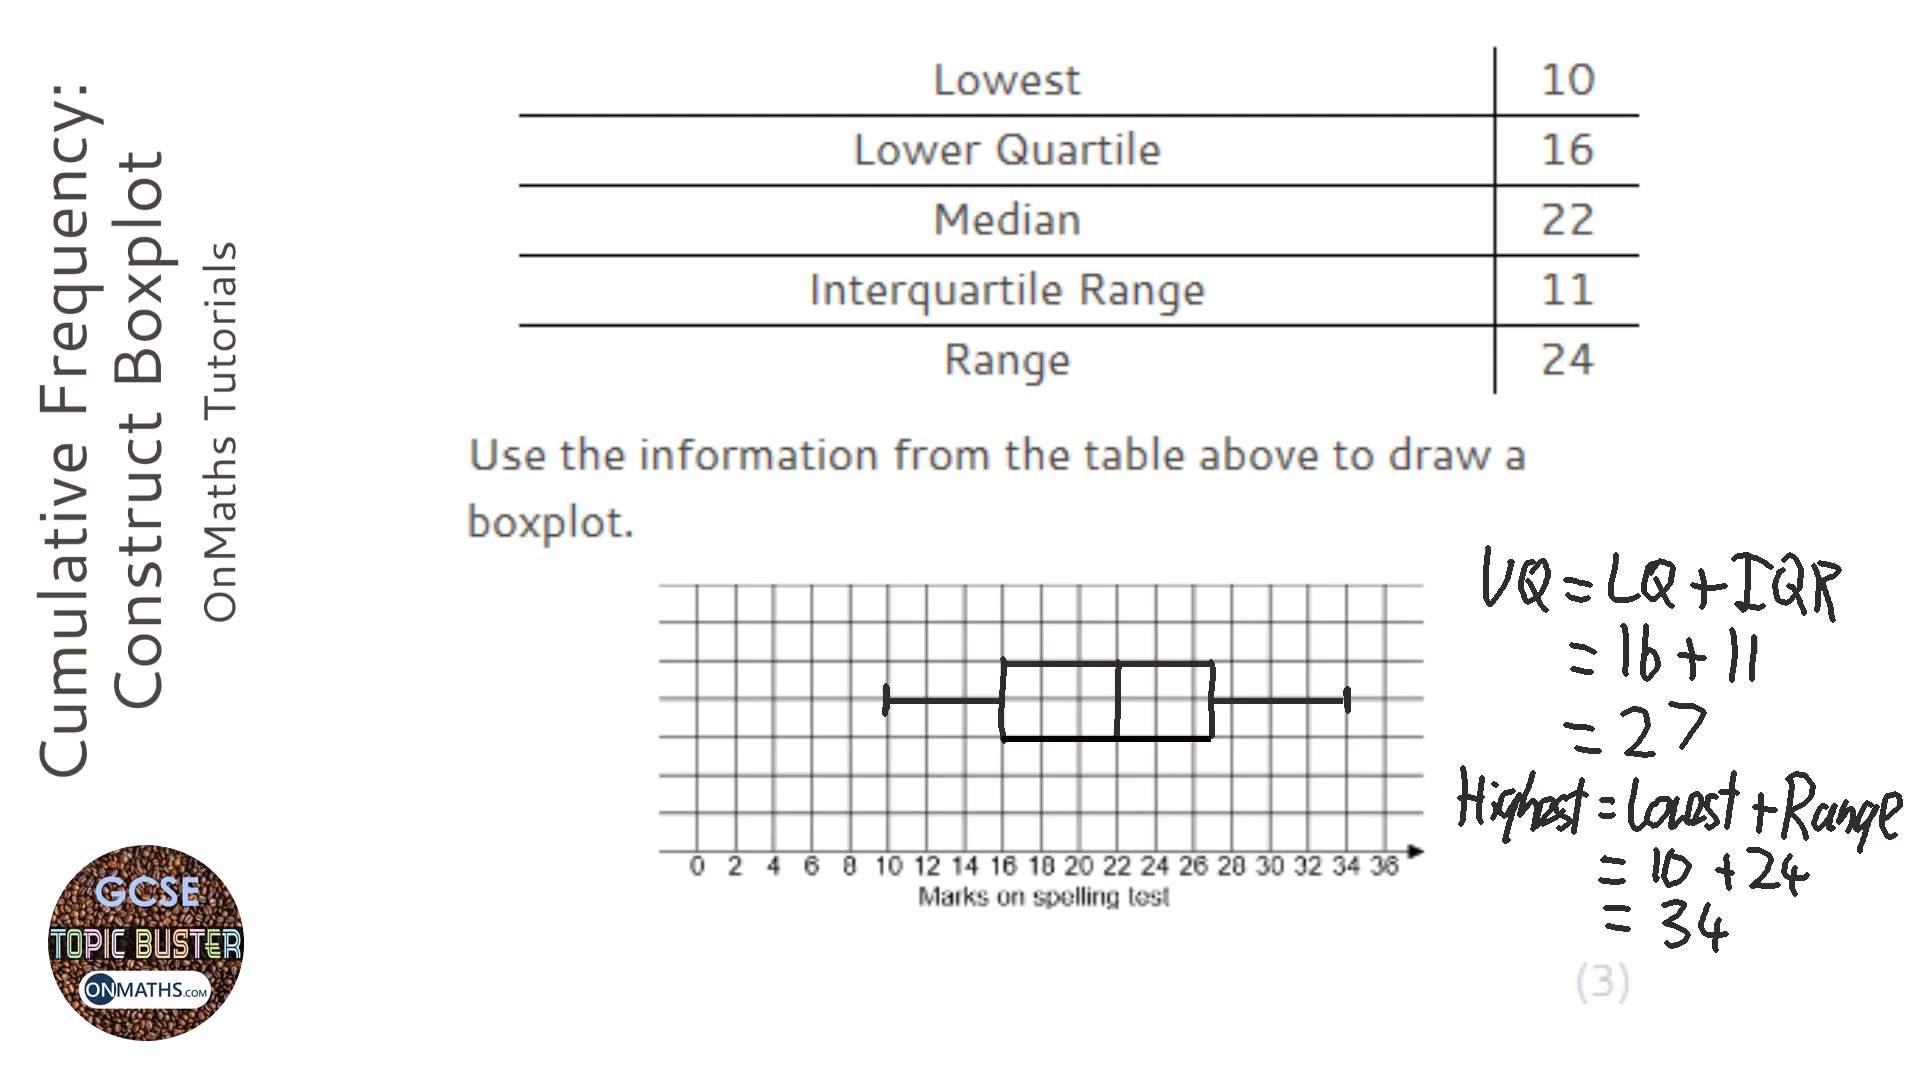 Cumulative Frequency:
Construct Boxplot
OnMaths Tutorials
Lowest 10
Lower Quartile 16
Median 22
Interquartile Range 11
Range 24
Use the information from the table above to draw a
boxplot.
UQ = LQ + IQR
= 16 + 11
= 27
Highest = Lowest + Range
= 10 + 24
= 34
0 2 4 6 8 10 12 14 16 18 20 22 24 26 28 30 32 34 36
Marks on spelling test
(3)
GCSE
TOPIC BUSTER
ONMATHS.COM